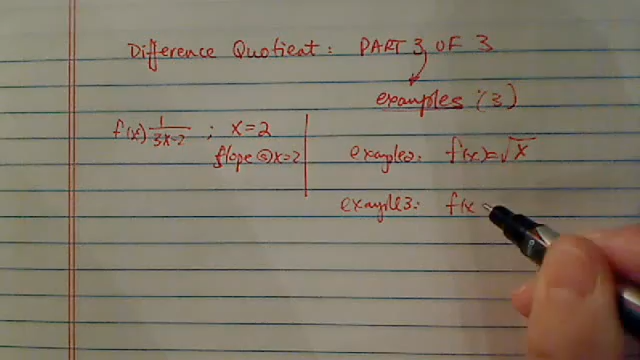 Difference Quotient: PART 3 OF 3
examples (3)
f(x) 1/3x-2 ; x=2
slope @ x=2
example2: f(x)=√x
example3: f(x